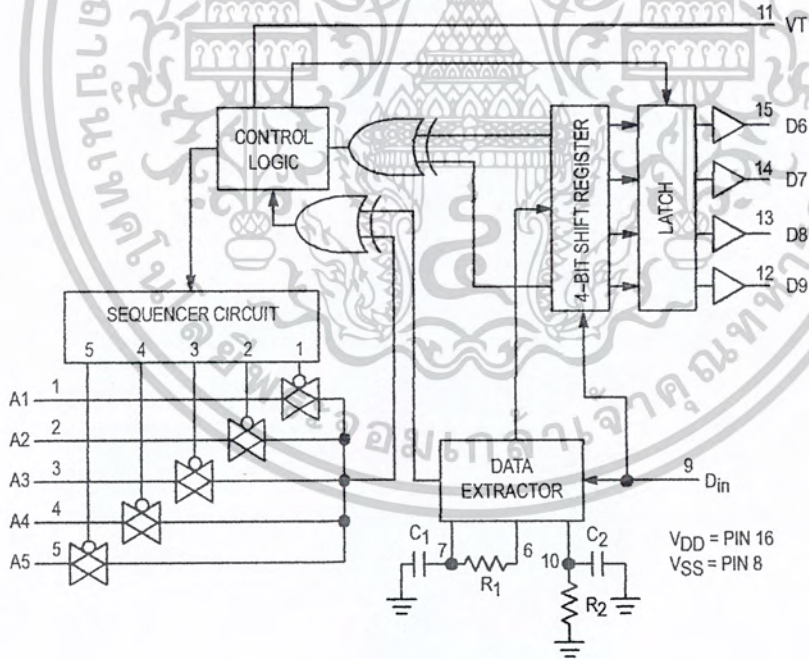 11 VT
15 D6
CONTROL
LOGIC
4-BIT SHIFT REGISTER
LATCH
14 D7
13 D8
12 D9
SEQUENCER CIRCUIT
5 4 3 2 1
A1 1
A2 2
A3 3
A4 4
A5 5
DATA
EXTRACTOR
9 Din
C1 7 R1 6 10 C2
R2
VDD = PIN 16
VSS = PIN 8